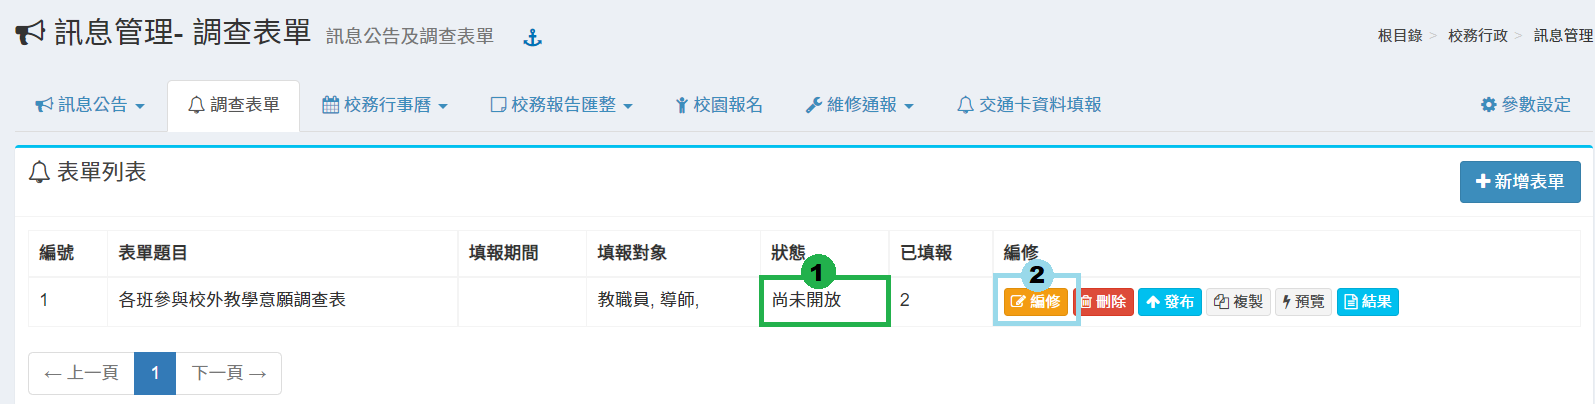 訊息管理- 調查表單 訊息公告及調查表單
根目錄 > 校務行政 > 訊息管理
訊息公告 調查表單 校務行事曆 校務報告匯整 校園報名 維修通報 交通卡資料填報 參數設定
表單列表
新增表單
編號 表單題目 填報期間 填報對象 狀態 已填報 編修
1 2
1 各班參與校外教學意願調查表 教職員, 導師, 尚未開放 2 編修 刪除 發布 複製 預覽 結果
← 上一頁 1 下一頁 →